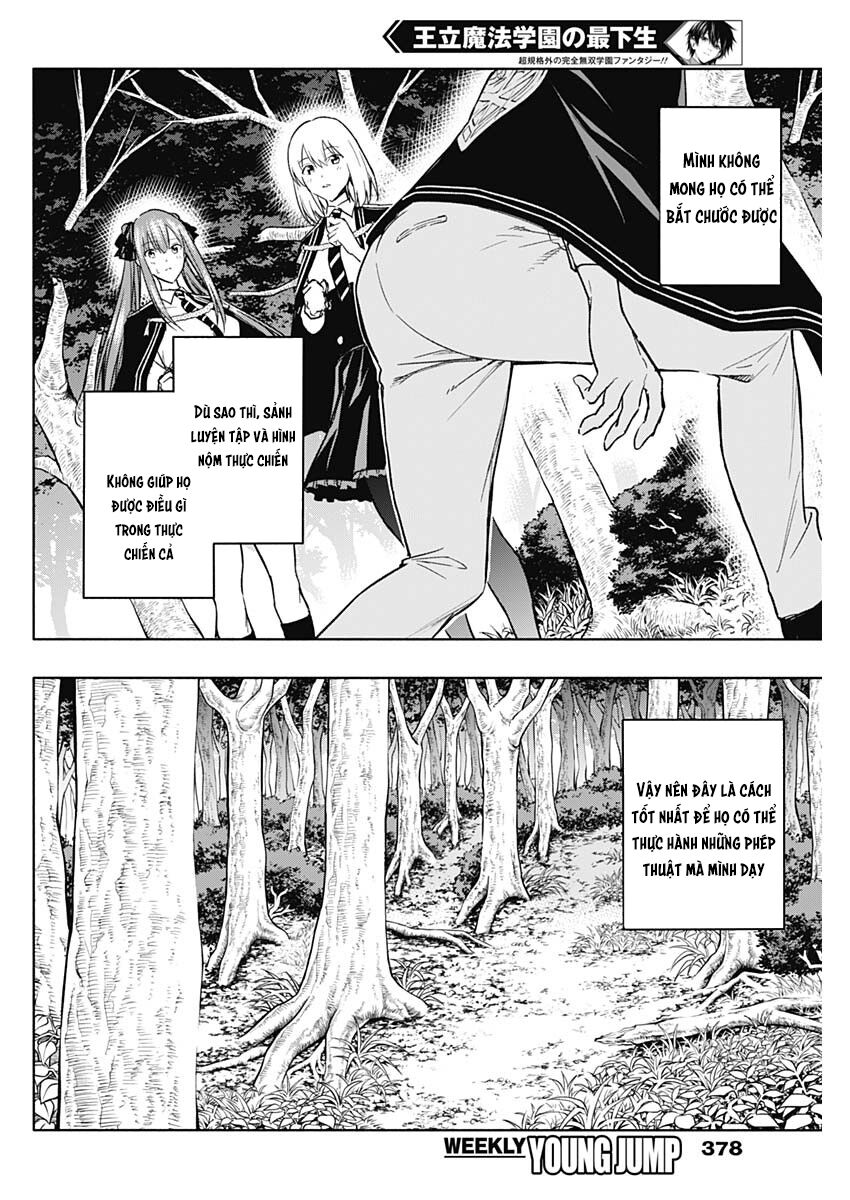 王立魔法学園の最下生
超規格外の完全無双学園ファンタジー!!
MÌNH KHÔNG
MONG HỌ CÓ THỂ
BẮT CHƯỚC ĐƯỢC
DÙ SAO THÌ, SẢNH
LUYỆN TẬP VÀ HÌNH
NỘM THỰC CHIẾN
KHÔNG GIÚP HỌ
ĐƯỢC ĐIỀU GÌ
TRONG THỰC
CHIẾN CẢ
VẬY NÊN ĐÂY LÀ CÁCH
TỐT NHẤT ĐỂ HỌ CÓ THỂ
THỰC HÀNH NHỮNG PHÉP
THUẬT MÀ MÌNH DẠY
WEEKLY YOUNG JUMP 378